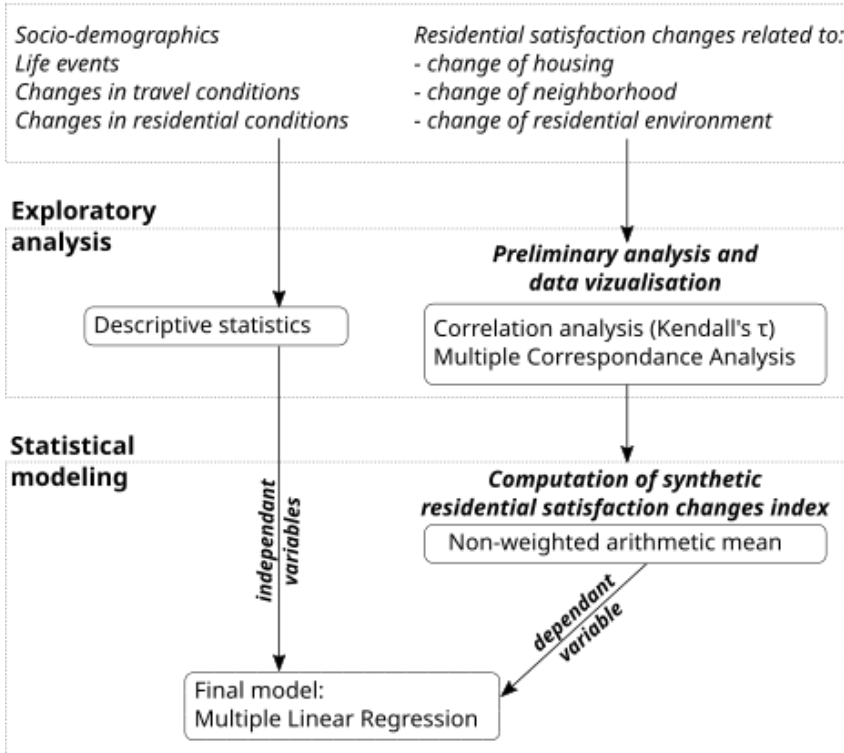 Socio-demographics
Life events
Changes in travel conditions
Changes in residential conditions
Residential satisfaction changes related to:
- change of housing
- change of neighborhood
- change of residential environment
Exploratory
analysis
Preliminary analysis and
data vizualisation
Descriptive statistics
Correlation analysis (Kendall's τ)
Multiple Correspondance Analysis
Statistical
modeling
Computation of synthetic
residential satisfaction changes index
Non-weighted arithmetic mean
independant
variables
dependant
variable
Final model:
Multiple Linear Regression